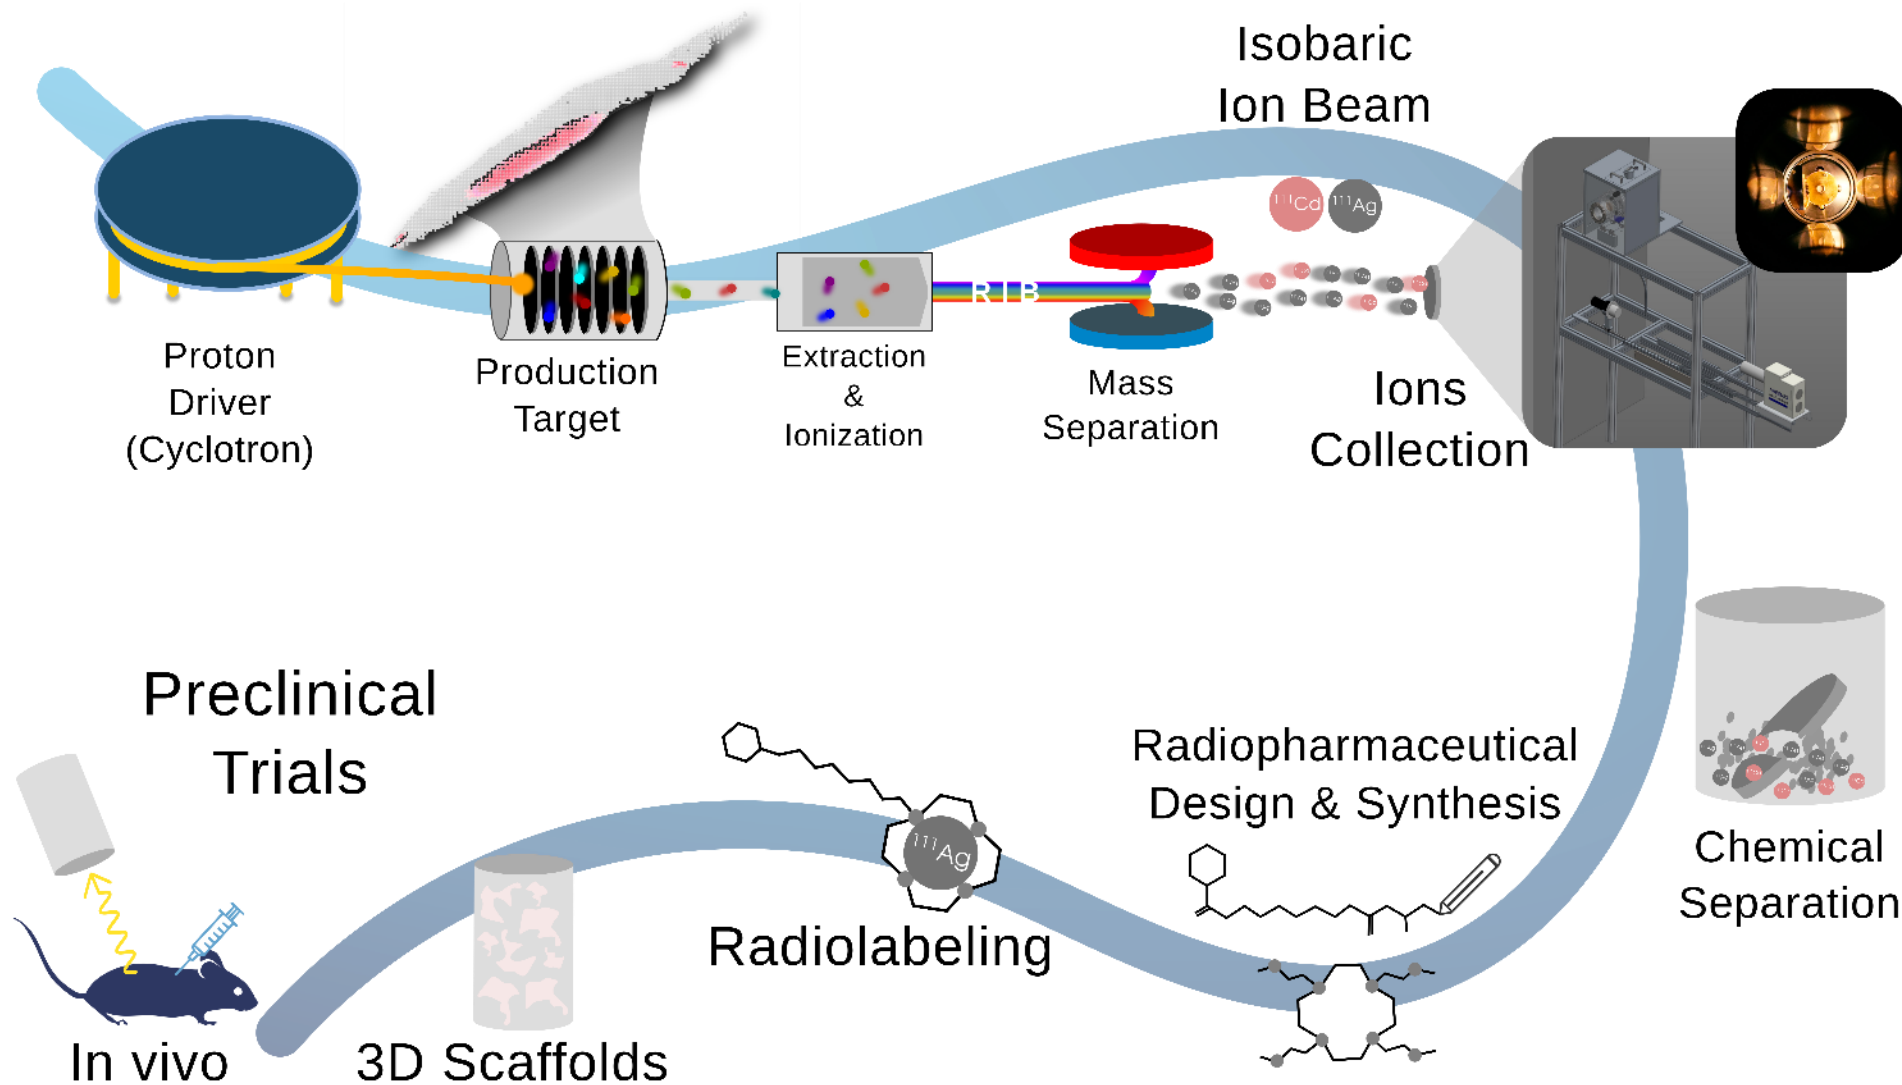 Isobaric
Ion Beam
¹¹¹Cd
¹¹¹Ag
RIB
Proton
Driver
(Cyclotron)
Production
Target
Extraction
&
Ionization
Mass
Separation
Ions
Collection
Chemical
Separation
Radiopharmaceutical
Design & Synthesis
¹¹¹Ag
Radiolabeling
Preclinical
Trials
3D Scaffolds
In vivo